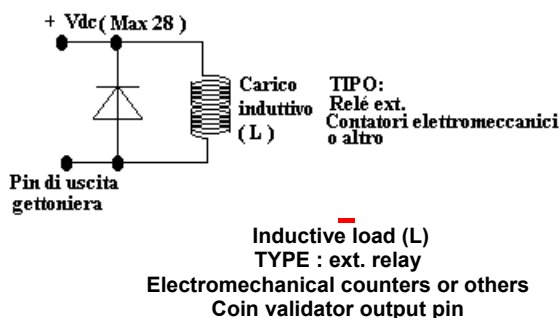 + Vdc ( Max 28 )
Carico
induttivo
( L )
TIPO:
Relé ext.
Contatori elettromeccanici
o altro
Pin di uscita
gettoniera
Inductive load (L)
TYPE : ext. relay
Electromechanical counters or others
Coin validator output pin